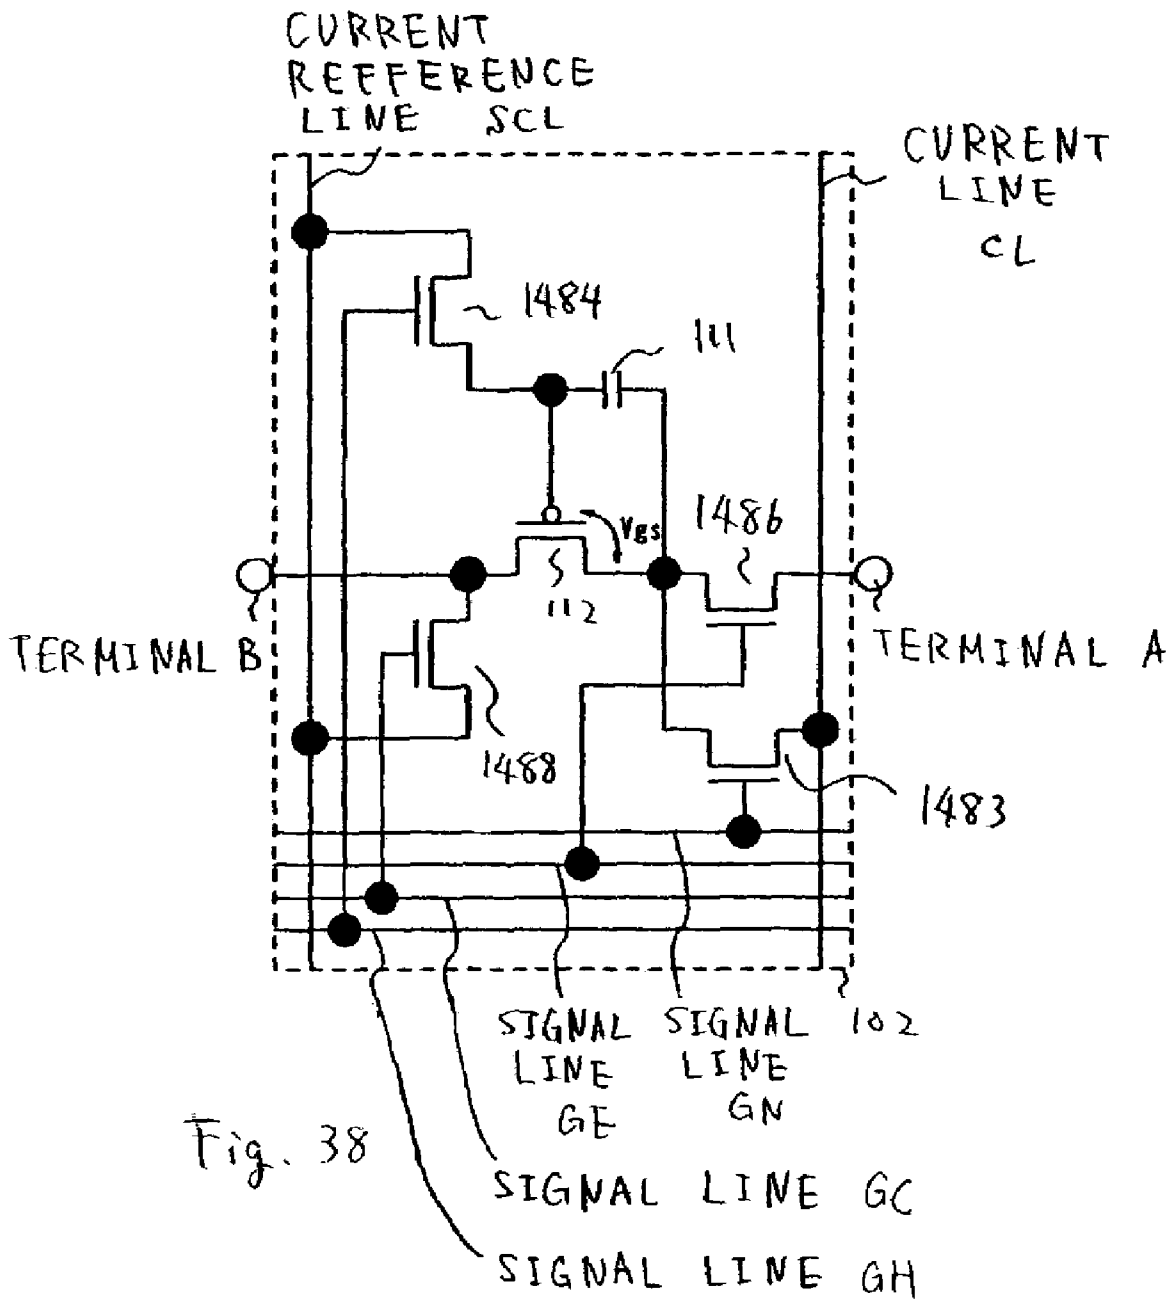 CURRENT
REFFERENCE
LINE SCL
CURRENT
LINE
CL
1484
111
Vgs
1486
112
TERMINAL B
TERMINAL A
1488
1483
SIGNAL
LINE
GE
SIGNAL
LINE
GN
102
Fig. 38
SIGNAL LINE GC
SIGNAL LINE GH